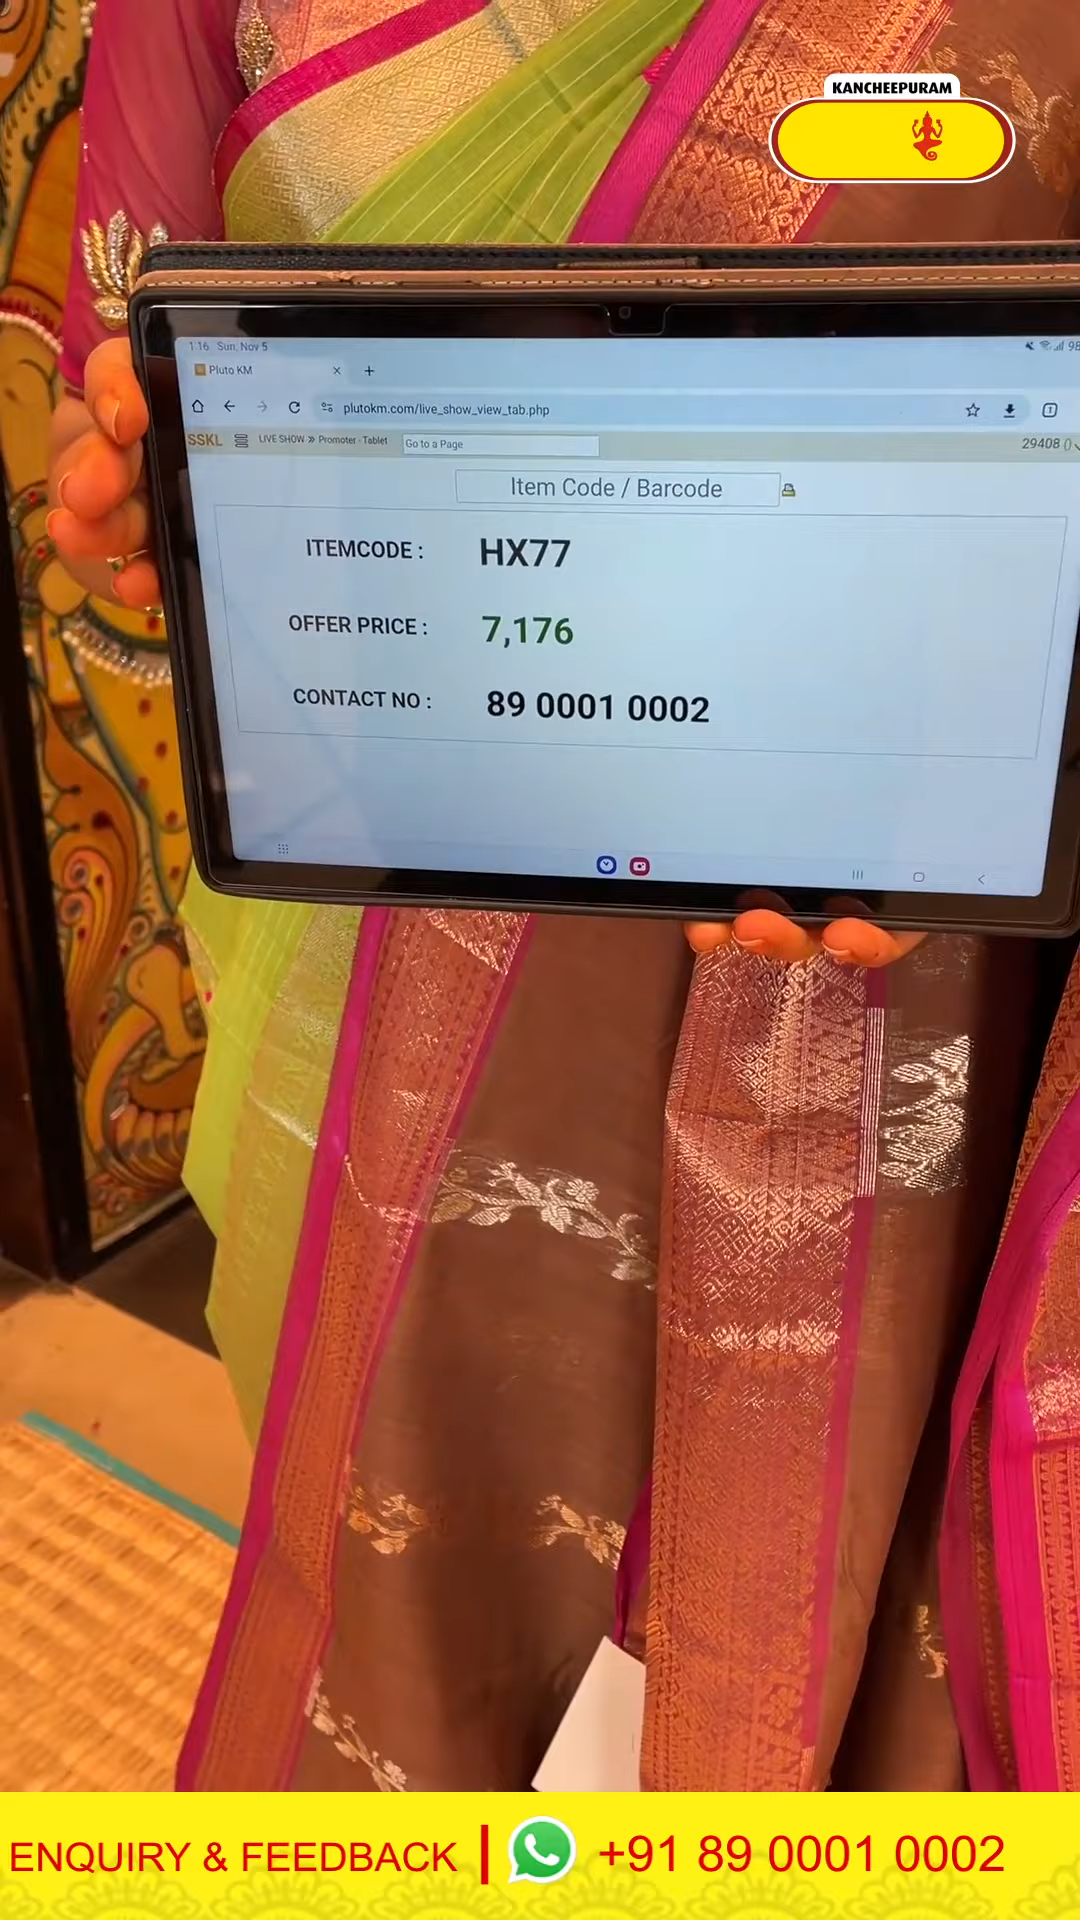 KANCHEEPURAM
1 16 Sun, Nov 5
98
Pluto KM
plutokm.com/live_show_view_tab.php
SSKL LIVE SHOW » Promoter - Tablet Go to a Page 29408 ()
Item Code / Barcode
ITEMCODE : HX77
OFFER PRICE : 7,176
CONTACT NO : 89 0001 0002
ENQUIRY & FEEDBACK | +91 89 0001 0002